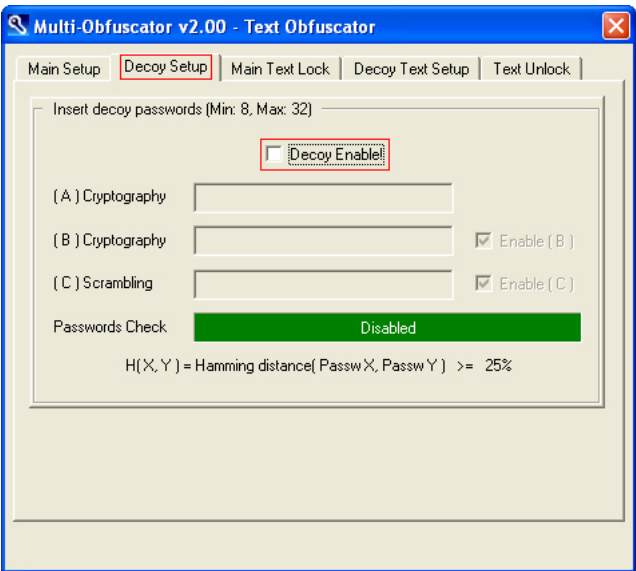 Multi-Obfuscator v2.00 - Text Obfuscator
Main Setup Decoy Setup Main Text Lock Decoy Text Setup Text Unlock
Insert decoy passwords (Min: 8, Max: 32)
Decoy Enable!
( A ) Cryptography
( B ) Cryptography Enable ( B )
( C ) Scrambling Enable ( C )
Passwords Check Disabled
H( X, Y ) = Hamming distance( Passw X, Passw Y ) >= 25%